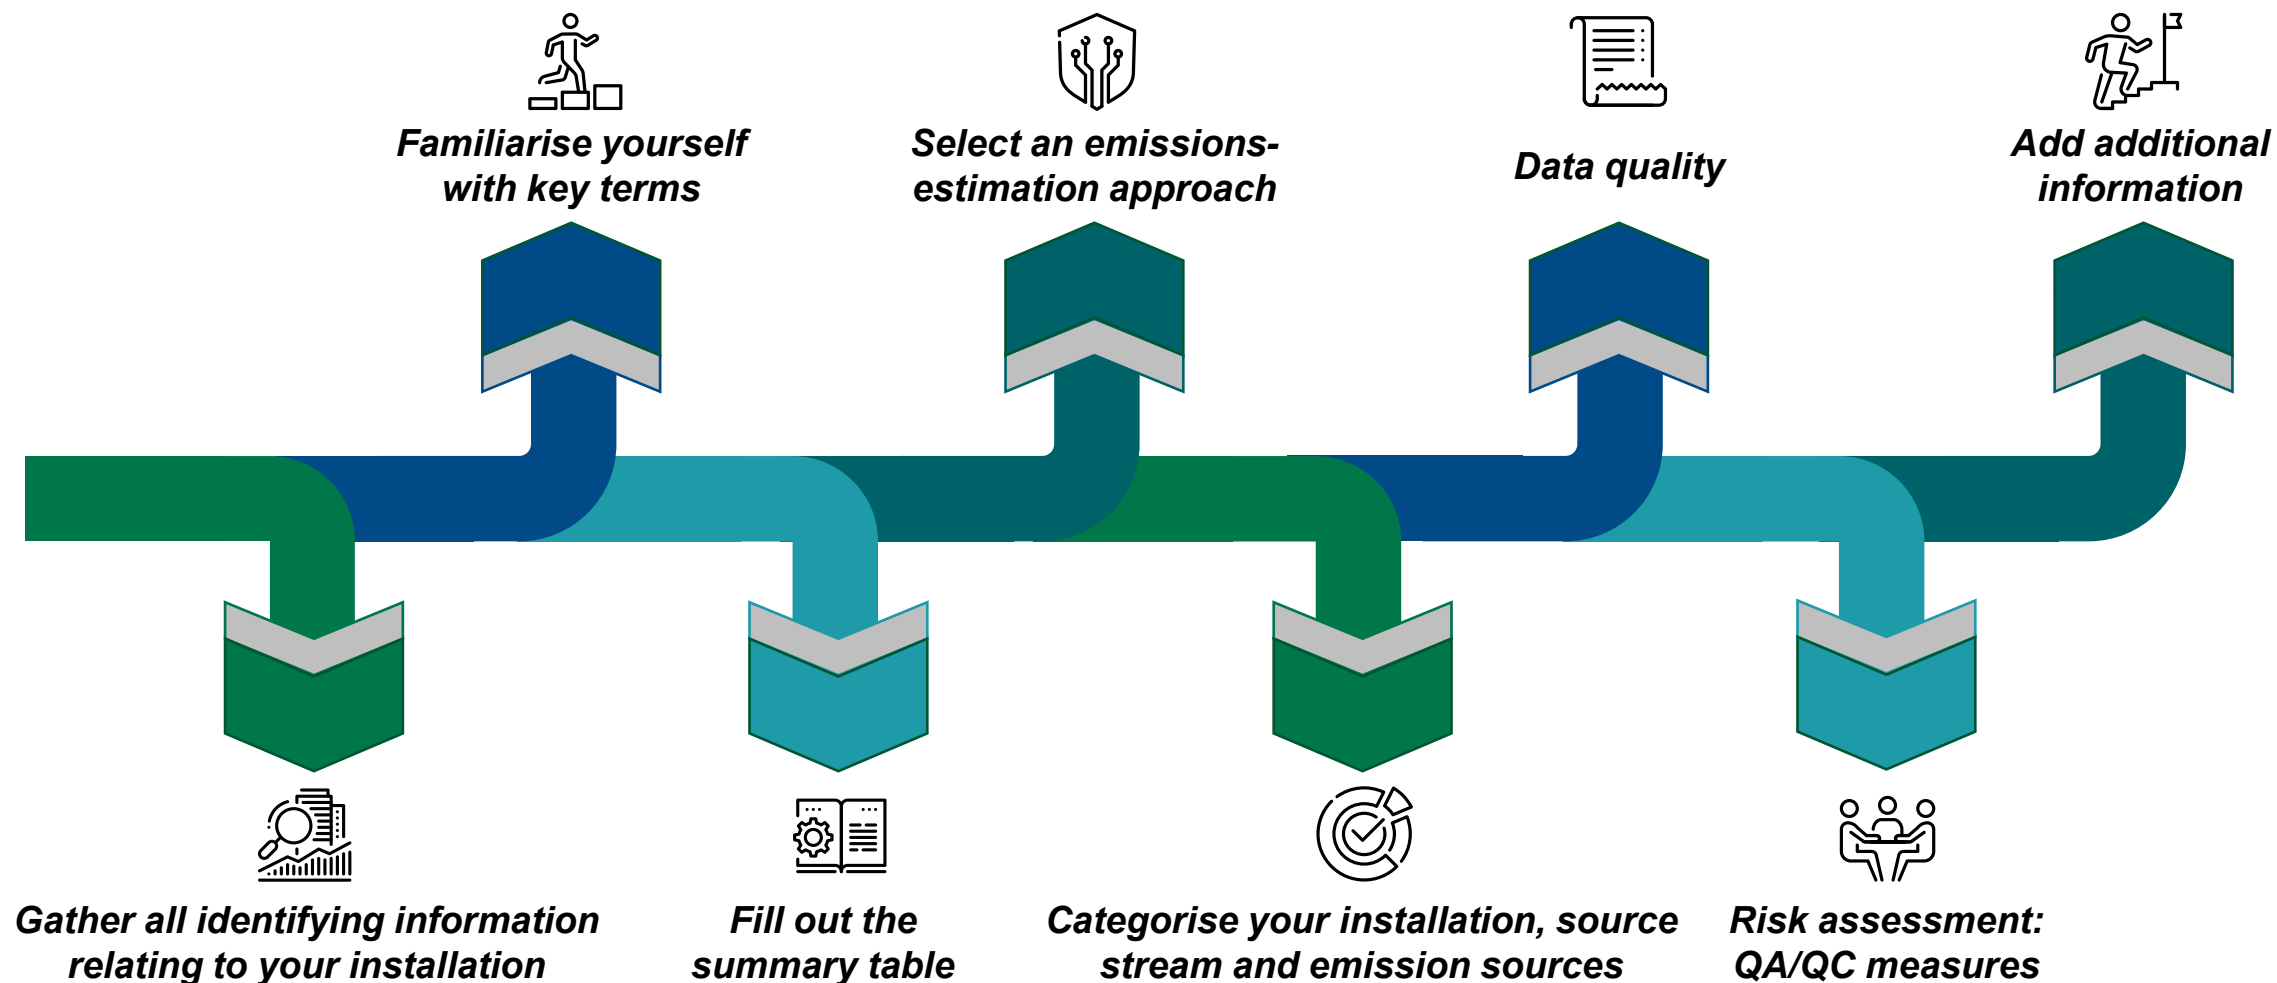 Familiarise yourself
with key terms
Select an emissions-
estimation approach
Data quality
Add additional
information
Gather all identifying information
relating to your installation
Fill out the
summary table
Categorise your installation, source
stream and emission sources
Risk assessment:
QA/QC measures